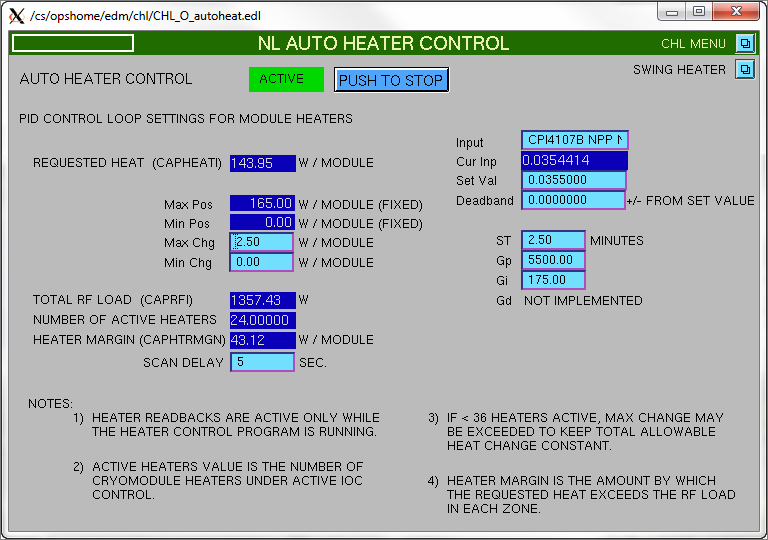 /cs/opshome/edm/chl/CHL_O_autoheat.edl
NL AUTO HEATER CONTROL
CHL MENU
SWING HEATER
AUTO HEATER CONTROL
ACTIVE
PUSH TO STOP
PID CONTROL LOOP SETTINGS FOR MODULE HEATERS
REQUESTED HEAT (CAPHEATI) 143.95 W / MODULE
Max Pos 165.00 W / MODULE (FIXED)
Min Pos 0.00 W / MODULE (FIXED)
Max Chg 2.50 W / MODULE
Min Chg 0.00 W / MODULE
TOTAL RF LOAD (CAPRFI) 1357.43 W
NUMBER OF ACTIVE HEATERS 24.00000
HEATER MARGIN (CAPHTRMGN) 43.12 W / MODULE
SCAN DELAY 5 SEC.
Input CPI4107B NPP N
Cur Inp 0.0354414
Set Val 0.0355000
Deadband 0.0000000 +/- FROM SET VALUE
ST 2.50 MINUTES
Gp 5500.00
Gi 175.00
Gd NOT IMPLEMENTED
NOTES:
1) HEATER READBACKS ARE ACTIVE ONLY WHILE
THE HEATER CONTROL PROGRAM IS RUNNING.
2) ACTIVE HEATERS VALUE IS THE NUMBER OF
CRYOMODULE HEATERS UNDER ACTIVE IOC
CONTROL.
3) IF < 36 HEATERS ACTIVE, MAX CHANGE MAY
BE EXCEEDED TO KEEP TOTAL ALLOWABLE
HEAT CHANGE CONSTANT.
4) HEATER MARGIN IS THE AMOUNT BY WHICH
THE REQUESTED HEAT EXCEEDS THE RF LOAD
IN EACH ZONE.